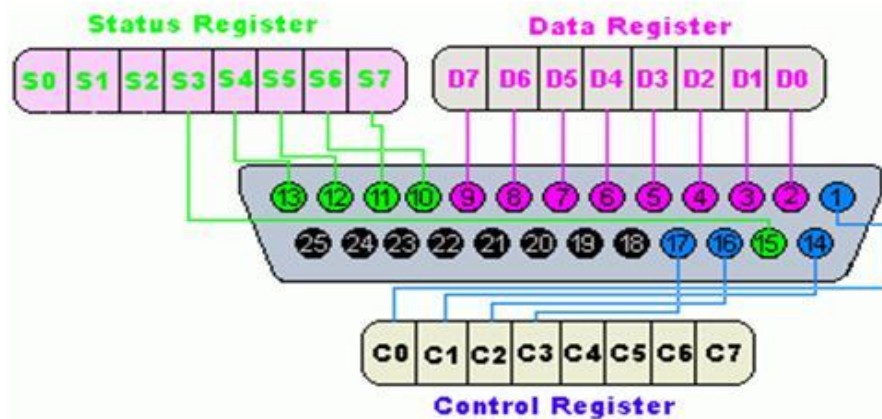 Status Register Data Register
S0 S1 S2 S3 S4 S5 S6 S7 D7 D6 D5 D4 D3 D2 D1 D0
13 12 11 10 9 8 7 6 5 4 3 2 1
25 24 23 22 21 20 19 18 17 16 15 14
C0 C1 C2 C3 C4 C5 C6 C7
Control Register